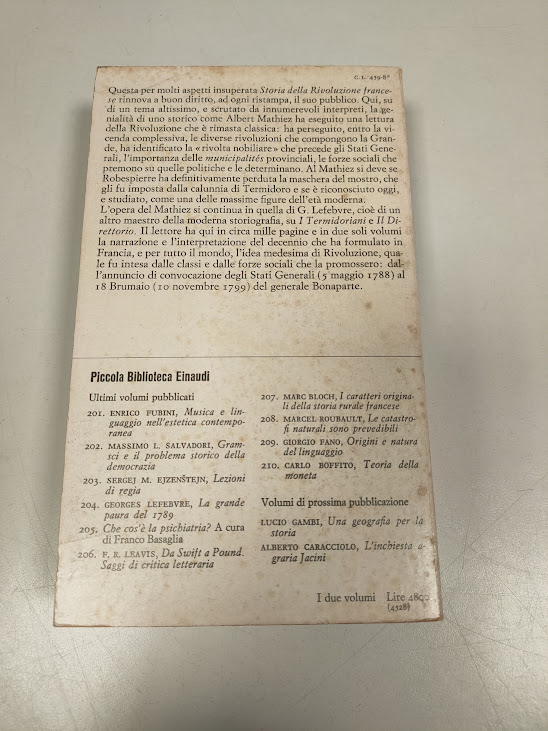 C.L. 459-8*
Questa per molti aspetti insuperata Storia della Rivoluzione france-
se rinnova a buon diritto, ad ogni ristampa, il suo pubblico. Qui, su
di un tema altissimo, e scrutato da innumerevoli interpreti, la ge-
nialità di uno storico come Albert Mathiez ha eseguito una lettura
della Rivoluzione che è rimasta classica: ha perseguito, entro la vi-
cenda complessiva, le diverse rivoluzioni che compongono la Gran-
de, ha identificato la «rivolta nobiliare» che precede gli Stati Gene-
rali, l'importanza delle municipalités provinciali, le forze sociali che
premono su quelle politiche e le determinano. Al Mathiez si deve se
Robespierre ha definitivamente perduta la maschera del mostro, che
gli fu imposta dalla calunnia di Termidoro e se è riconosciuto oggi,
e studiato, come una delle massime figure dell'età moderna.
L'opera del Mathiez si continua in quella di G. Lefebvre, cioè di un
altro maestro della moderna storiografia, su I Termidoriani e Il Di-
rettorio. Il lettore ha qui in circa mille pagine e in due soli volumi
la narrazione e l'interpretazione del decennio che ha formulato in
Francia, e per tutto il mondo, l'idea medesima di Rivoluzione, qua-
le fu intesa dalle classi e dalle forze sociali che la promossero: dal-
l'annuncio di convocazione degli Stati Generali (5 maggio 1788) al
18 Brumaio (10 novembre 1799) del generale Bonaparte.
Piccola Biblioteca Einaudi
Ultimi volumi pubblicati
201. ENRICO FUBINI, Musica e lin-
guaggio nell'estetica contempo-
ranea
202. MASSIMO L. SALVADORI, Gram-
sci e il problema storico della
democrazia
203. SERGEJ M. EJZENŠTEJN, Lezioni
di regia
204. GEORGES LEFEBVRE, La grande
paura del 1789
205. Che cos'è la psichiatria? A cura
di Franco Basaglia
206. F. R. LEAVIS, Da Swift a Pound.
Saggi di critica letteraria
207. MARC BLOCH, I caratteri origina-
li della storia rurale francese
208. MARCEL ROUBAULT, Le catastro-
fi naturali sono prevedibili
209. GIORGIO FANO, Origini e natura
del linguaggio
210. CARLO BOFFITO, Teoria della
moneta
Volumi di prossima pubblicazione
LUCIO GAMBI, Una geografia per la
storia
ALBERTO CARACCIOLO, L'inchiesta a-
graria Jacini
I due volumi Lire 4800
(4528)